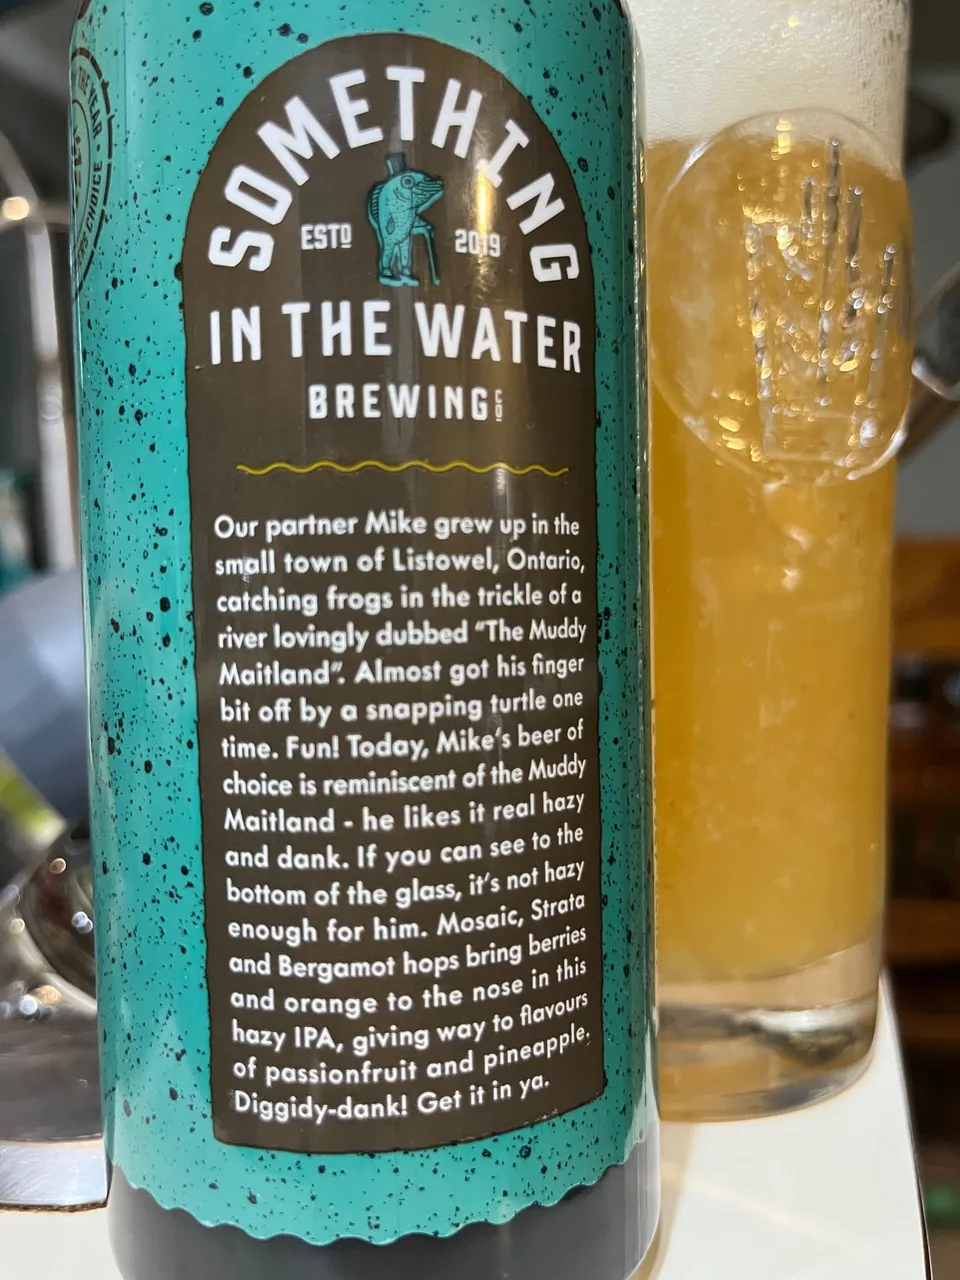 THE YEAR
CHOICE
SOMETHING
ESTD 2019
IN THE WATER
BREWING CO
Our partner Mike grew up in the
small town of Listowel, Ontario,
catching frogs in the trickle of a
river lovingly dubbed “The Muddy
Maitland”. Almost got his finger
bit off by a snapping turtle one
time. Fun! Today, Mike's beer of
choice is reminiscent of the Muddy
Maitland - he likes it real hazy
and dank. If you can see to the
bottom of the glass, it's not hazy
enough for him. Mosaic, Strata
and Bergamot hops bring berries
and orange to the nose in this
hazy IPA, giving way to flavours
of passionfruit and pineapple.
Diggidy-dank! Get it in ya.